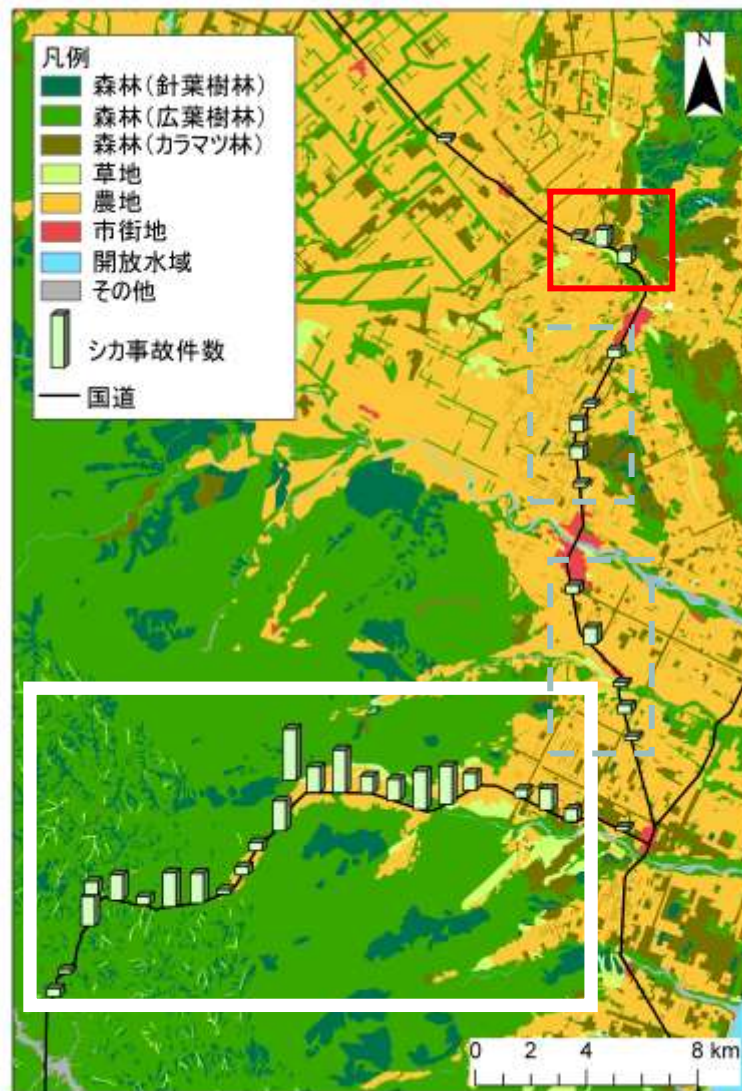 凡例
森林(針葉樹林)
森林(広葉樹林)
森林(カラマツ林)
草地
農地
市街地
開放水域
その他
シカ事故件数
国道
N
0 2 4 8 km